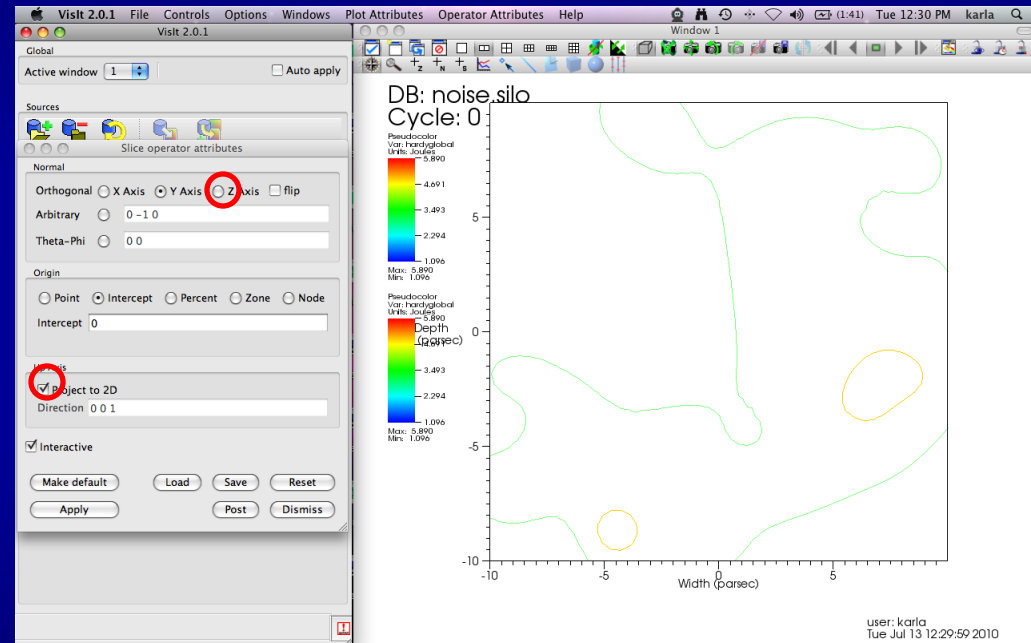 VisIt 2.0.1 File Controls Options Windows Plot Attributes Operator Attributes Help (1:41) Tue 12:30 PM karla
VisIt 2.0.1
Global
Active window 1 Auto apply
Sources
Slice operator attributes
Normal
Orthogonal X Axis Y Axis Z Axis flip
Arbitrary 0 -1 0
Theta-Phi 0 0
Origin
Point Intercept Percent Zone Node
Intercept 0
Project to 2D
Direction 0 0 1
Interactive
Make default Load Save Reset
Apply Post Dismiss
Window 1
1 2 3
DB: noise.silo
Cycle: 0
Pseudocolor
Var: hardyglobal
Units: Joules
5.890
4.691
3.493
2.294
1.096
Max: 5.890
Min: 1.096
Pseudocolor
Var: hardyglobal
Units: Joules
5.890
Depth
(parsec)
3.493
2.294
1.096
Max: 5.890
Min: 1.096
5
0
-5
-10
-10 -5 0 5
Width (parsec)
user: karla
Tue Jul 13 12:29:59 2010